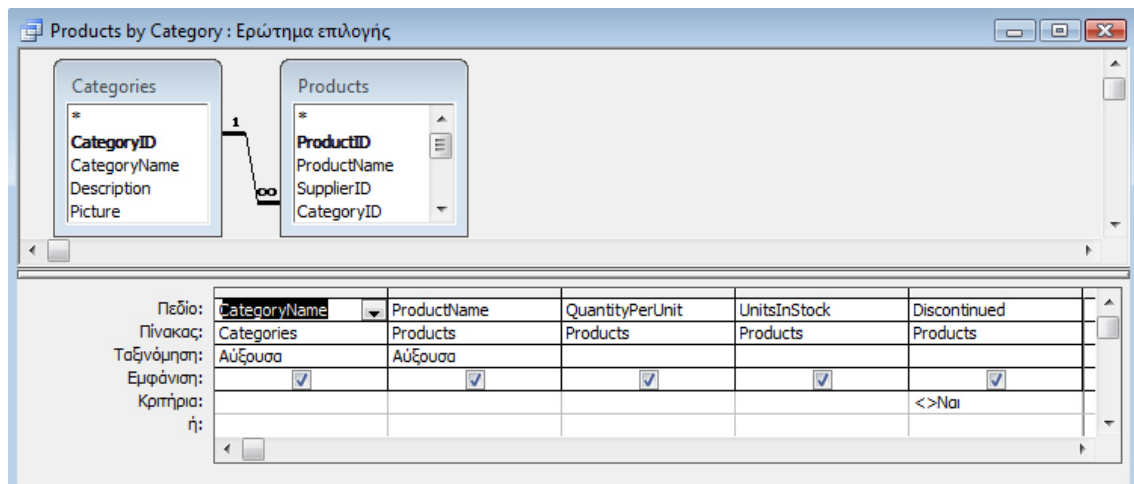 Products by Category : Ερώτημα επιλογής
Categories
*
CategoryID
CategoryName
Description
Picture
1
∞
Products
*
ProductID
ProductName
SupplierID
CategoryID
Πεδίο: CategoryName ProductName QuantityPerUnit UnitsInStock Discontinued
Πίνακας: Categories Products Products Products Products
Ταξινόμηση: Αύξουσα Αύξουσα
Εμφάνιση:
Κριτήρια: <>Ναι
ή: